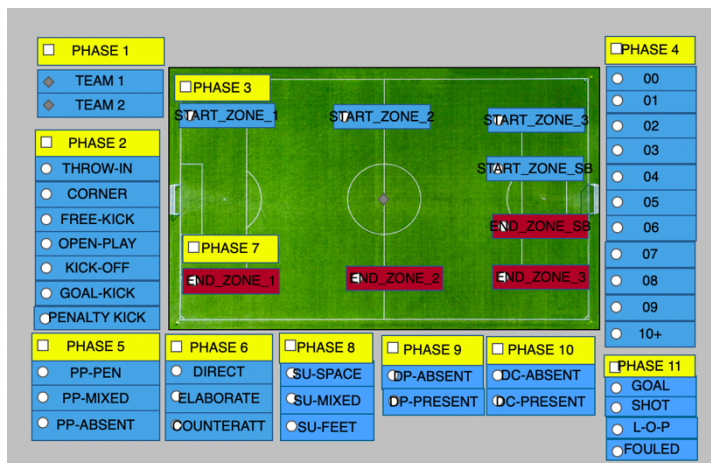 PHASE 1
TEAM 1
TEAM 2
PHASE 2
THROW-IN
CORNER
FREE-KICK
OPEN-PLAY
KICK-OFF
GOAL-KICK
PENALTY KICK
PHASE 3
START_ZONE_1
START_ZONE_2
START_ZONE_3
START_ZONE_SB
END_ZONE_SB
PHASE 7
END_ZONE_1
END_ZONE_2
END_ZONE_3
PHASE 4
00
01
02
03
04
05
06
07
08
09
10+
PHASE 5
PP-PEN
PP-MIXED
PP-ABSENT
PHASE 6
DIRECT
ELABORATE
COUNTERATT
PHASE 8
SU-SPACE
SU-MIXED
SU-FEET
PHASE 9
DP-ABSENT
DP-PRESENT
PHASE 10
DC-ABSENT
DC-PRESENT
PHASE 11
GOAL
SHOT
L-O-P
FOULED